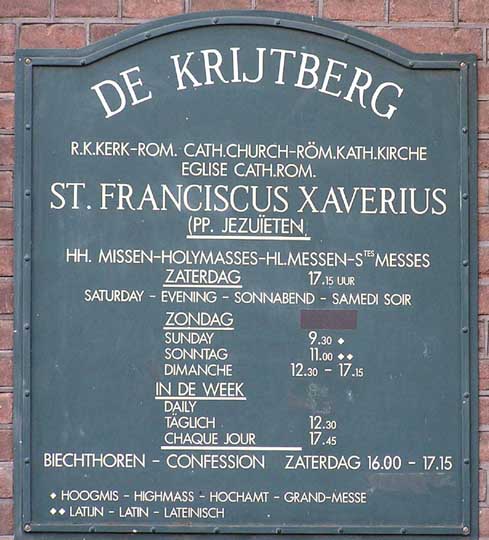 DE KRIJTBERG
R.K.KERK-ROM. CATH.CHURCH-RÖM.KATH.KIRCHE
EGLISE CATH.ROM.
ST. FRANCISCUS XAVERIUS
(PP. JEZUÏETEN)
HH. MISSEN-HOLYMASSES-HL.MESSEN-STES MESSES
ZATERDAG 17.15 UUR
SATURDAY - EVENING - SONNABEND - SAMEDI SOIR
ZONDAG
SUNDAY 9.30 ◆
SONNTAG 11.00 ◆◆
DIMANCHE 12.30 - 17.15
IN DE WEEK
DAILY
TÄGLICH 12.30
CHAQUE JOUR 17.45
BIECHTHOREN - CONFESSION ZATERDAG 16.00 - 17.15
◆ HOOGMIS - HIGHMASS - HOCHAMT - GRAND-MESSE
◆◆ LATIJN - LATIN - LATEINISCH